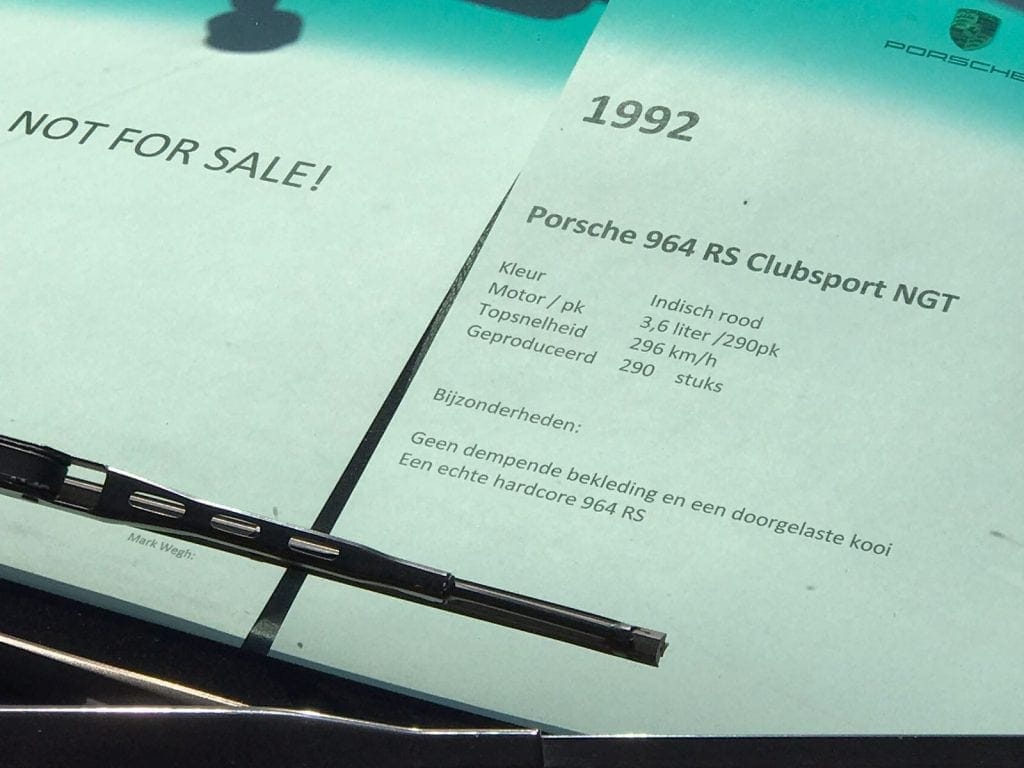 NOT FOR SALE!
Mark Wegh:
PORSCHE
1992
Porsche 964 RS Clubsport NGT
Kleur Indisch rood
Motor / pk 3,6 liter /290pk
Topsnelheid 296 km/h
Geproduceerd 290 stuks
Bijzonderheden:
Geen dempende bekleding en een doorgelaste kooi
Een echte hardcore 964 RS